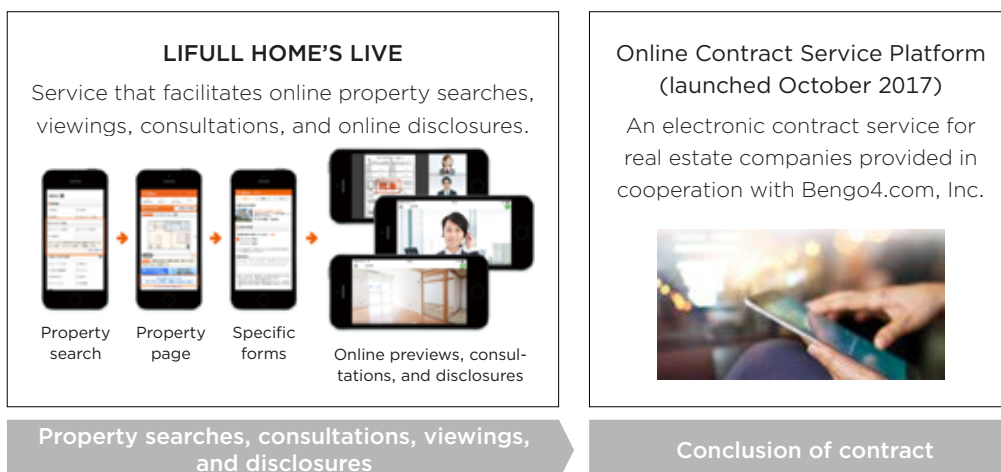 LIFULL HOME'S LIVE
Service that facilitates online property searches,
viewings, consultations, and online disclosures.
Property
search
Property
page
Specific
forms
Online previews, consul-
tations, and disclosures
Property searches, consultations, viewings,
and disclosures
Online Contract Service Platform
(launched October 2017)
An electronic contract service for
real estate companies provided in
cooperation with Bengo4.com, Inc.
Conclusion of contract